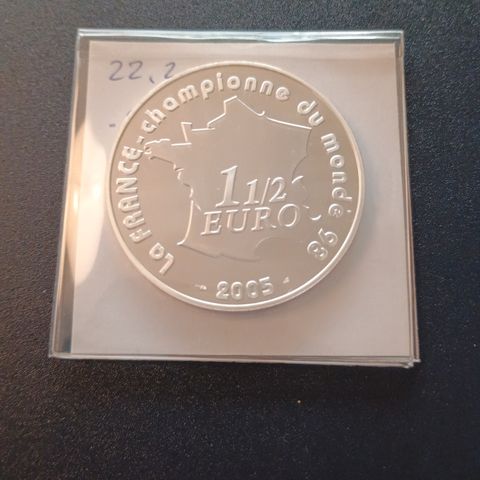 22,2
La FRANCE-championne du monde 98
1 1/2
EURO
2005